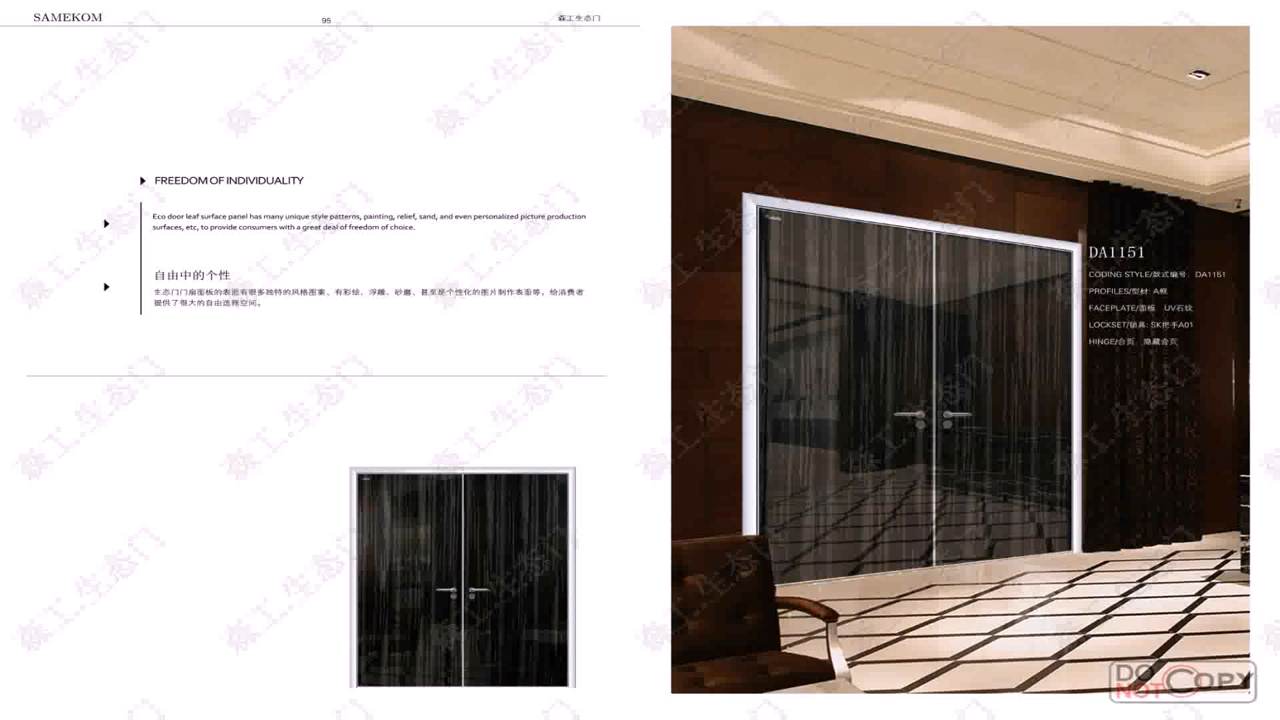 SAMEKOM
95
森工生态门
FREEDOM OF INDIVIDUALITY
Eco door leaf surface panel has many unique style patterns, painting, relief, sand, and even personalized picture production
surfaces, etc, to provide consumers with a great deal of freedom of choice.
自由中的个性
生态门门扇面板的表面有很多独特的风格图案、有彩绘、浮雕、砂磨、甚至是个性化的图片制作表面等，给消费者
提供了很大的自由选择空间。
DA1151
CODING STYLE/款式编号 DA1151
PROFILES/型材: A框
FACEPLATE/面板 UV石纹
LOCKSET/锁具: SK把手A01
HINGE/合页 隐藏合页
森工.生态门
DO NOT COPY